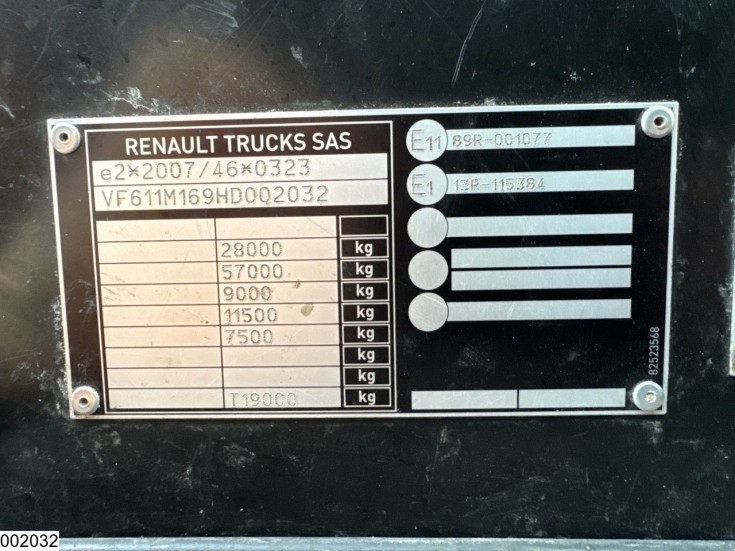 RENAULT TRUCKS SAS
e2*2007/46*0323
VF611M169HD002032
28000 kg
57000 kg
9000 kg
11500 kg
7500 kg
kg
kg
T19000 kg
E11 89R-001077
E1 13R-115384
82523568
002032